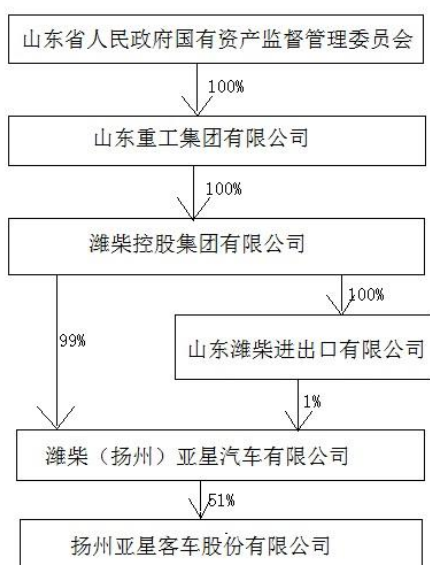 山东省人民政府国有资产监督管理委员会
100%
山东重工集团有限公司
100%
潍柴控股集团有限公司
100%
99%
山东潍柴进出口有限公司
1%
潍柴（扬州）亚星汽车有限公司
51%
扬州亚星客车股份有限公司